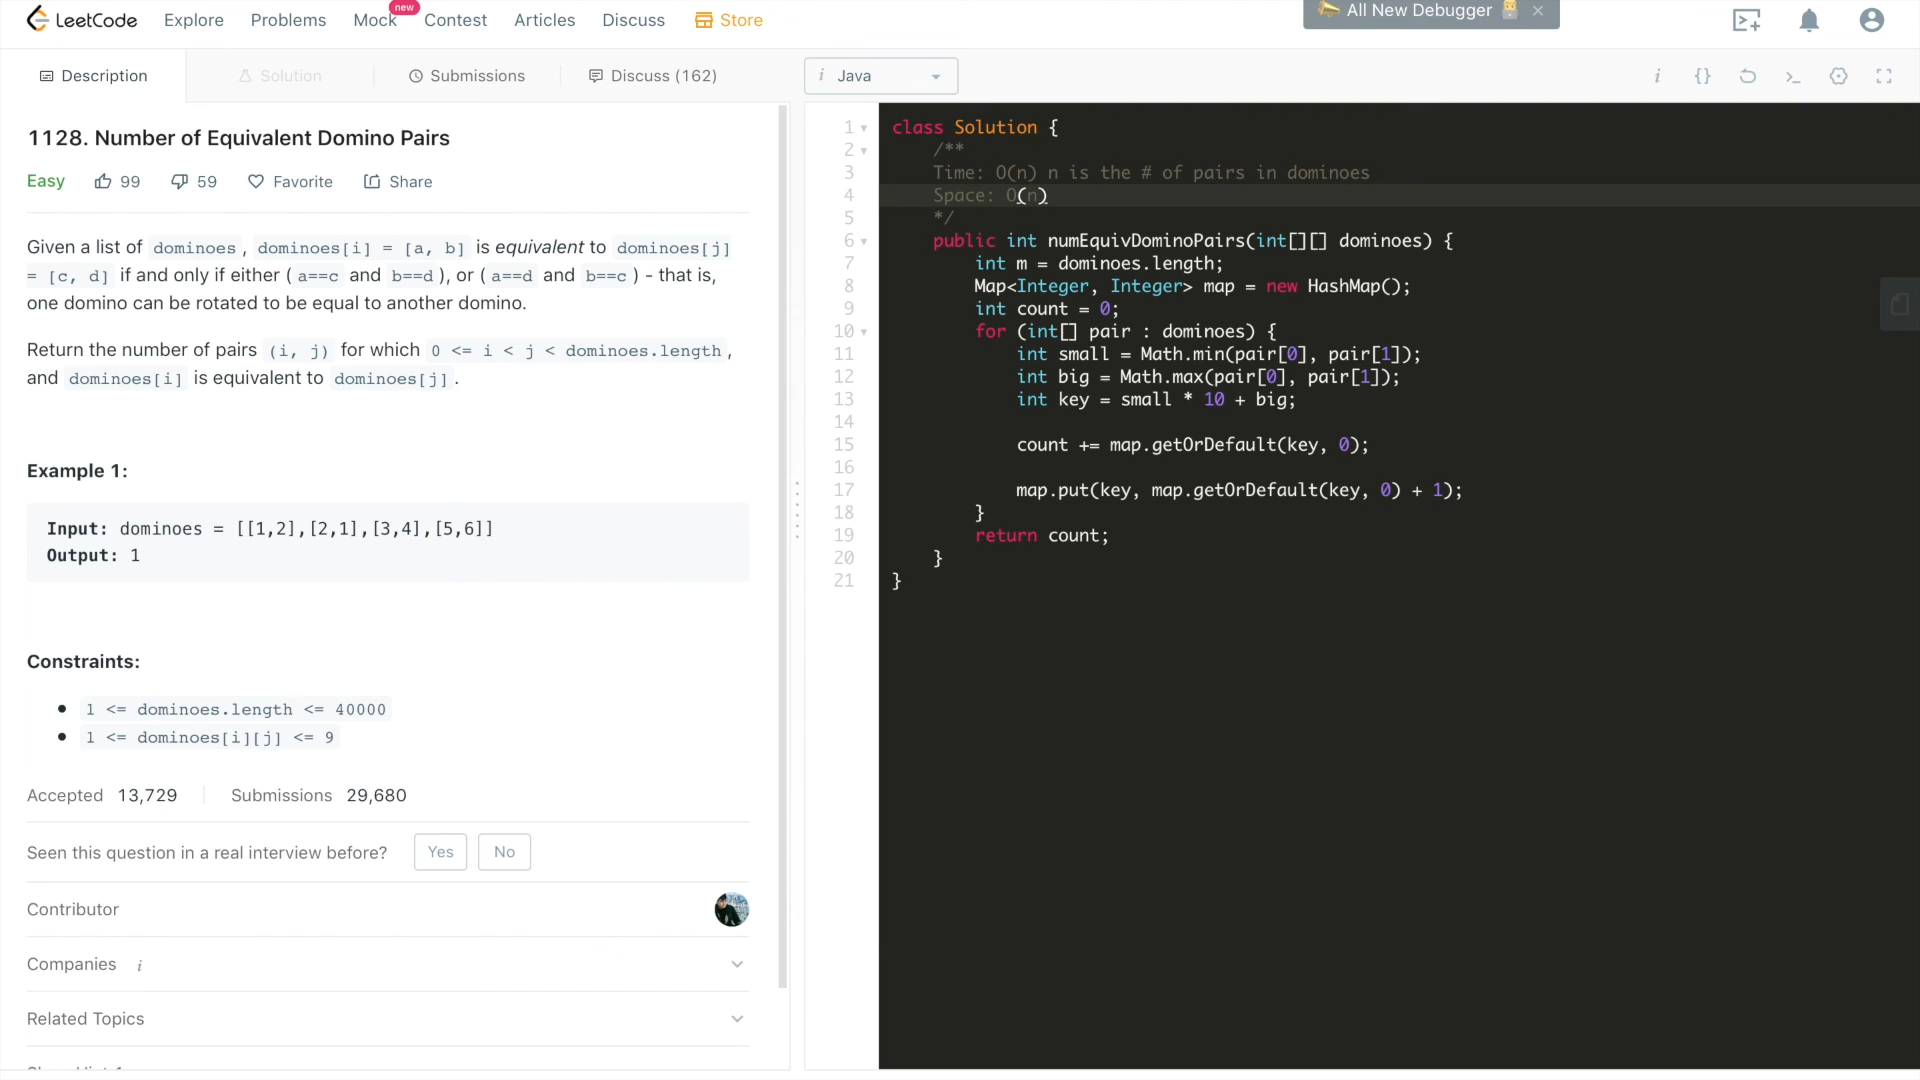 LeetCode Explore Problems Mock new Contest Articles Discuss Store All New Debugger
Description Solution Submissions Discuss (162) i Java
1128. Number of Equivalent Domino Pairs
Easy 99 59 Favorite Share
Given a list of dominoes, dominoes[i] = [a, b] is equivalent to dominoes[j]
= [c, d] if and only if either (a==c and b==d), or (a==d and b==c) - that is,
one domino can be rotated to be equal to another domino.
Return the number of pairs (i, j) for which 0 <= i < j < dominoes.length,
and dominoes[i] is equivalent to dominoes[j].
Example 1:
Input: dominoes = [[1,2],[2,1],[3,4],[5,6]]
Output: 1
Constraints:
1 <= dominoes.length <= 40000
1 <= dominoes[i][j] <= 9
Accepted 13,729 Submissions 29,680
Seen this question in a real interview before? Yes No
Contributor
Companies i
Related Topics
1 class Solution {
2 /**
3 Time: O(n) n is the # of pairs in dominoes
4 Space: O(n)
5 */
6 public int numEquivDominoPairs(int[][] dominoes) {
7 int m = dominoes.length;
8 Map<Integer, Integer> map = new HashMap();
9 int count = 0;
10 for (int[] pair : dominoes) {
11 int small = Math.min(pair[0], pair[1]);
12 int big = Math.max(pair[0], pair[1]);
13 int key = small * 10 + big;
14
15 count += map.getOrDefault(key, 0);
16
17 map.put(key, map.getOrDefault(key, 0) + 1);
18 }
19 return count;
20 }
21 }